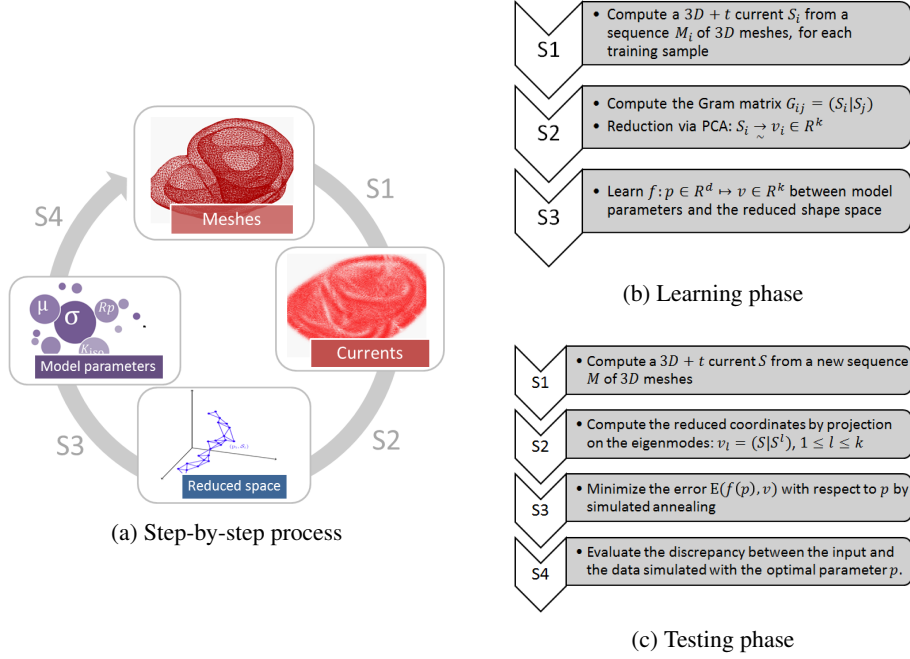 S1
S2
S3
S4
Meshes
Currents
Reduced space
Model parameters
μ
σ
Rp
(a) Step-by-step process
S1
• Compute a 3D + t current S_i from a
sequence M_i of 3D meshes, for each
training sample
S2
• Compute the Gram matrix G_ij = (S_i|S_j)
• Reduction via PCA: S_i →~ v_i ∈ R^k
S3
• Learn f: p ∈ R^d ↦ v ∈ R^k between model
parameters and the reduced shape space
(b) Learning phase
S1
• Compute a 3D + t current S from a new sequence
M of 3D meshes
S2
• Compute the reduced coordinates by projection
on the eigenmodes: v_l = (S|S^l), 1 ≤ l ≤ k
S3
• Minimize the error E(f(p), v) with respect to p by
simulated annealing
S4
• Evaluate the discrepancy between the input and
the data simulated with the optimal parameter p.
(c) Testing phase